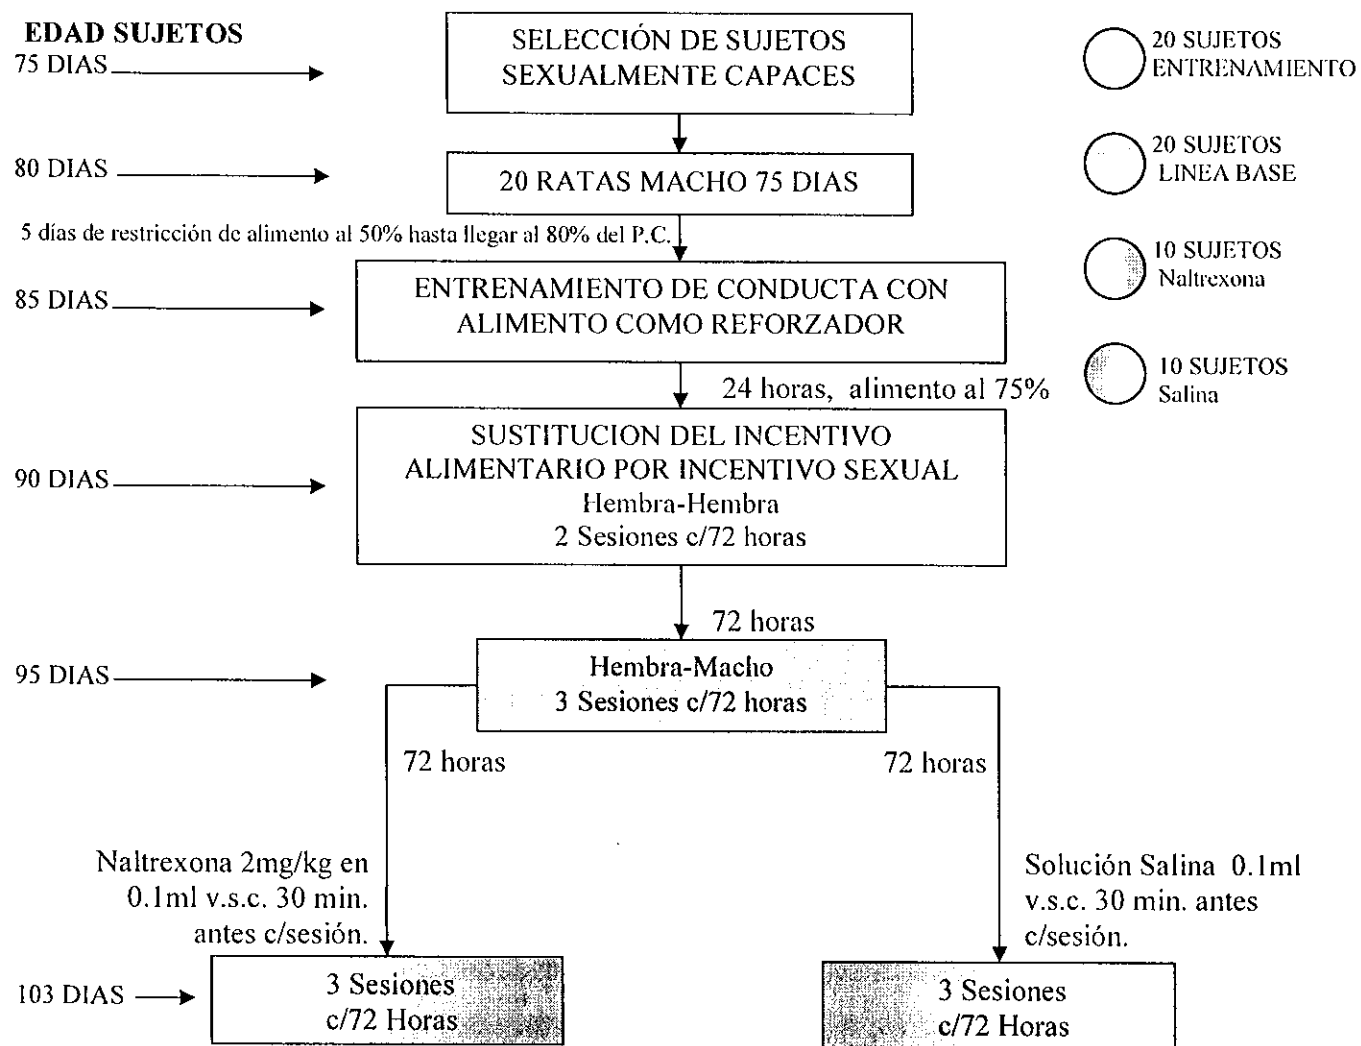 EDAD SUJETOS
75 DIAS
SELECCIÓN DE SUJETOS
SEXUALMENTE CAPACES
20 SUJETOS
ENTRENAMIENTO
80 DIAS
20 RATAS MACHO 75 DIAS
20 SUJETOS
LINEA BASE
5 días de restricción de alimento al 50% hasta llegar al 80% del P.C.
85 DIAS
ENTRENAMIENTO DE CONDUCTA CON
ALIMENTO COMO REFORZADOR
10 SUJETOS
Naltrexona
24 horas, alimento al 75%
10 SUJETOS
Salina
90 DIAS
SUSTITUCION DEL INCENTIVO
ALIMENTARIO POR INCENTIVO SEXUAL
Hembra-Hembra
2 Sesiones c/72 horas
72 horas
95 DIAS
Hembra-Macho
3 Sesiones c/72 horas
72 horas
72 horas
Naltrexona 2mg/kg en
0.1ml v.s.c. 30 min.
antes c/sesión.
Solución Salina 0.1ml
v.s.c. 30 min. antes
c/sesión.
103 DIAS
3 Sesiones
c/72 Horas
3 Sesiones
c/72 Horas